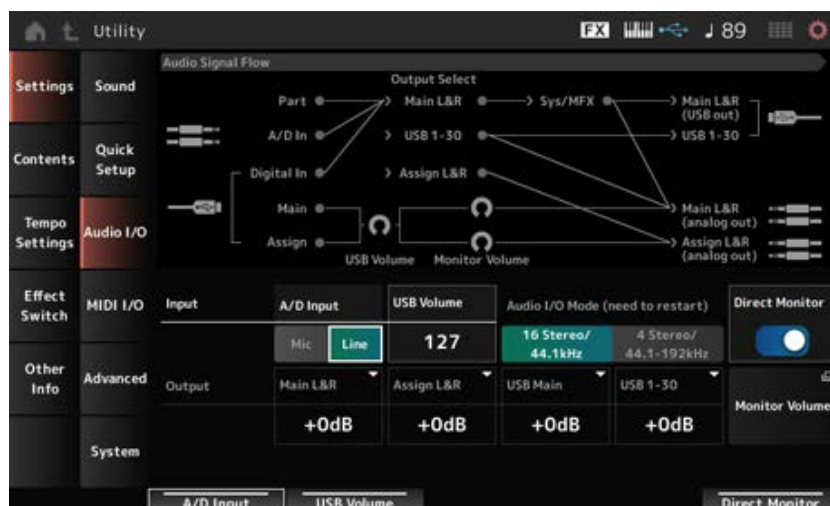 Utility
FX
89
Settings
Contents
Tempo
Settings
Effect
Switch
Other
Info
Sound
Quick
Setup
Audio I/O
MIDI I/O
Advanced
System
Audio Signal Flow
Output Select
Part
Main L&R
Sys/MFX
Main L&R
(USB out)
A/D In
USB 1-30
USB 1-30
Digital In
Assign L&R
Main
Main L&R
(analog out)
Assign
Assign L&R
(analog out)
USB Volume
Monitor Volume
Input
A/D Input
USB Volume
Audio I/O Mode (need to restart)
Direct Monitor
Mic
Line
127
16 Stereo/
44.1kHz
4 Stereo/
44.1-192kHz
Output
Main L&R
Assign L&R
USB Main
USB 1-30
Monitor Volume
+0dB
+0dB
+0dB
+0dB
A/D Input
USB Volume
Direct Monitor